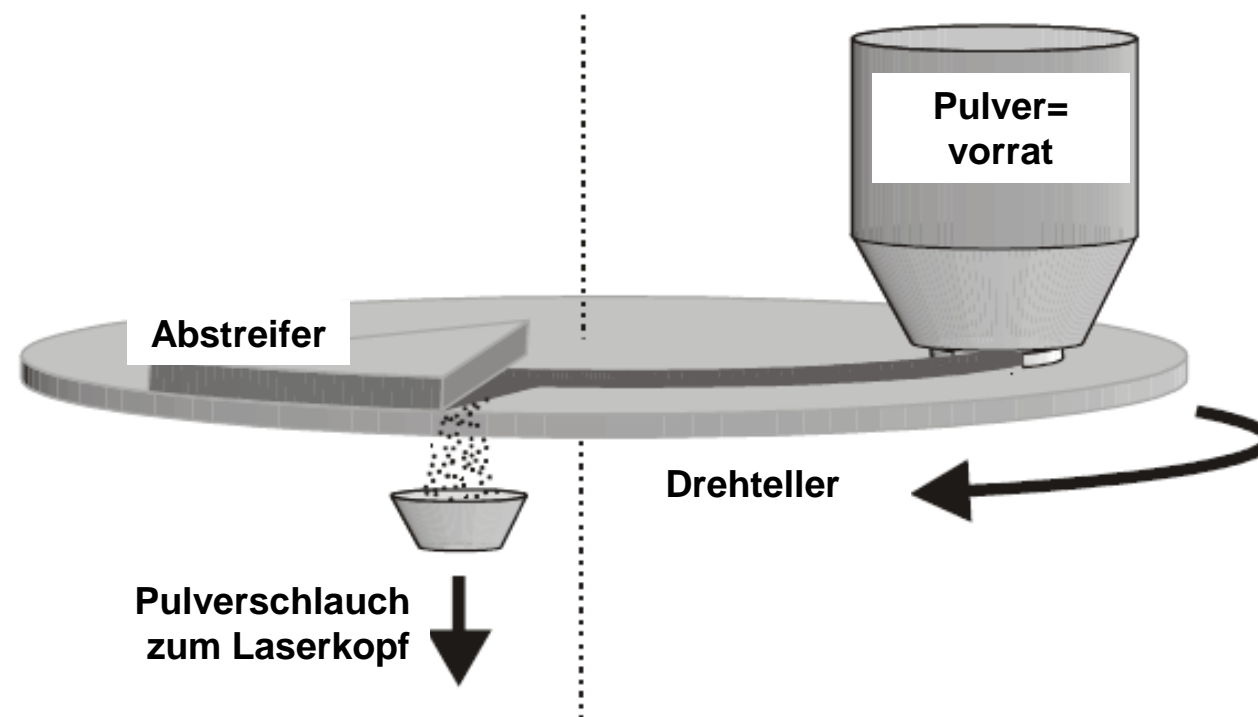 Pulver=
vorrat
Abstreifer
Drehteller
Pulverschlauch
zum Laserkopf